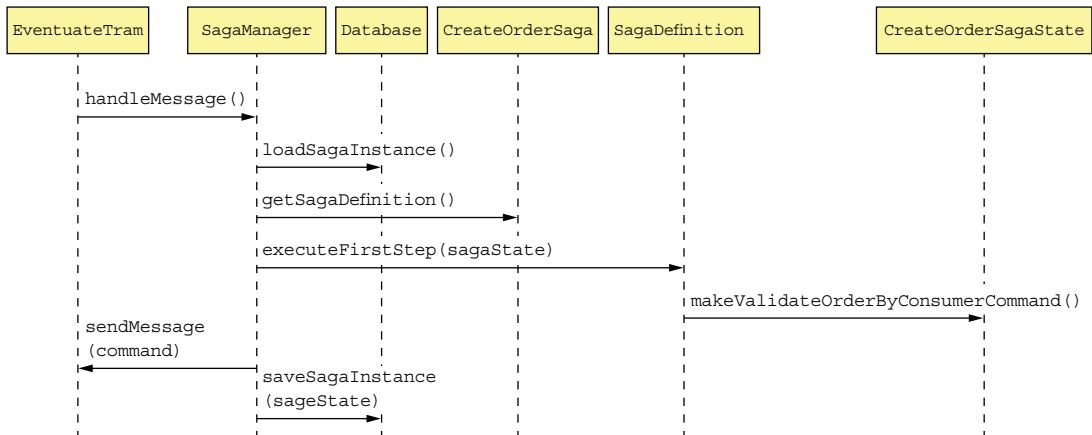 EventuateTram
SagaManager
Database
CreateOrderSaga
SagaDefinition
CreateOrderSagaState
handleMessage()
loadSagaInstance()
getSagaDefinition()
executeFirstStep(sagaState)
makeValidateOrderByConsumerCommand()
sendMessage
(command)
saveSagaInstance
(sageState)